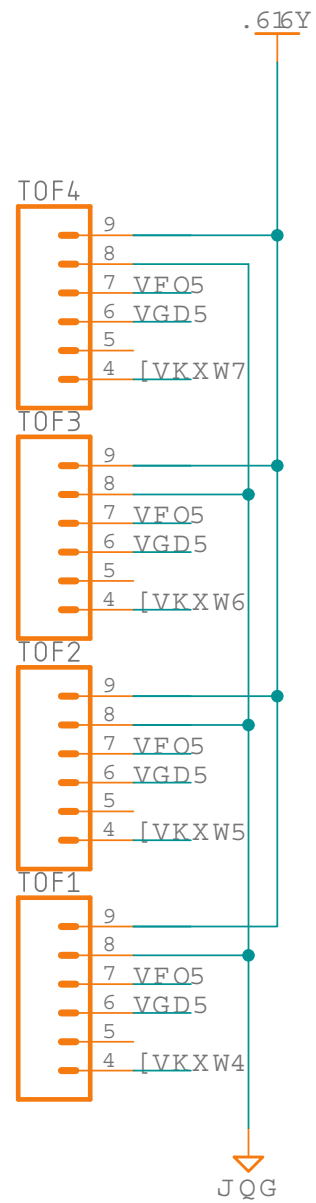 .616Y
TOF4
9
8
7 VFO5
6 VGD5
5
4 [VKXW7
TOF3
9
8
7 VFO5
6 VGD5
5
4 [VKXW6
TOF2
9
8
7 VFO5
6 VGD5
5
4 [VKXW5
TOF1
9
8
7 VFO5
6 VGD5
5
4 [VKXW4
JQG